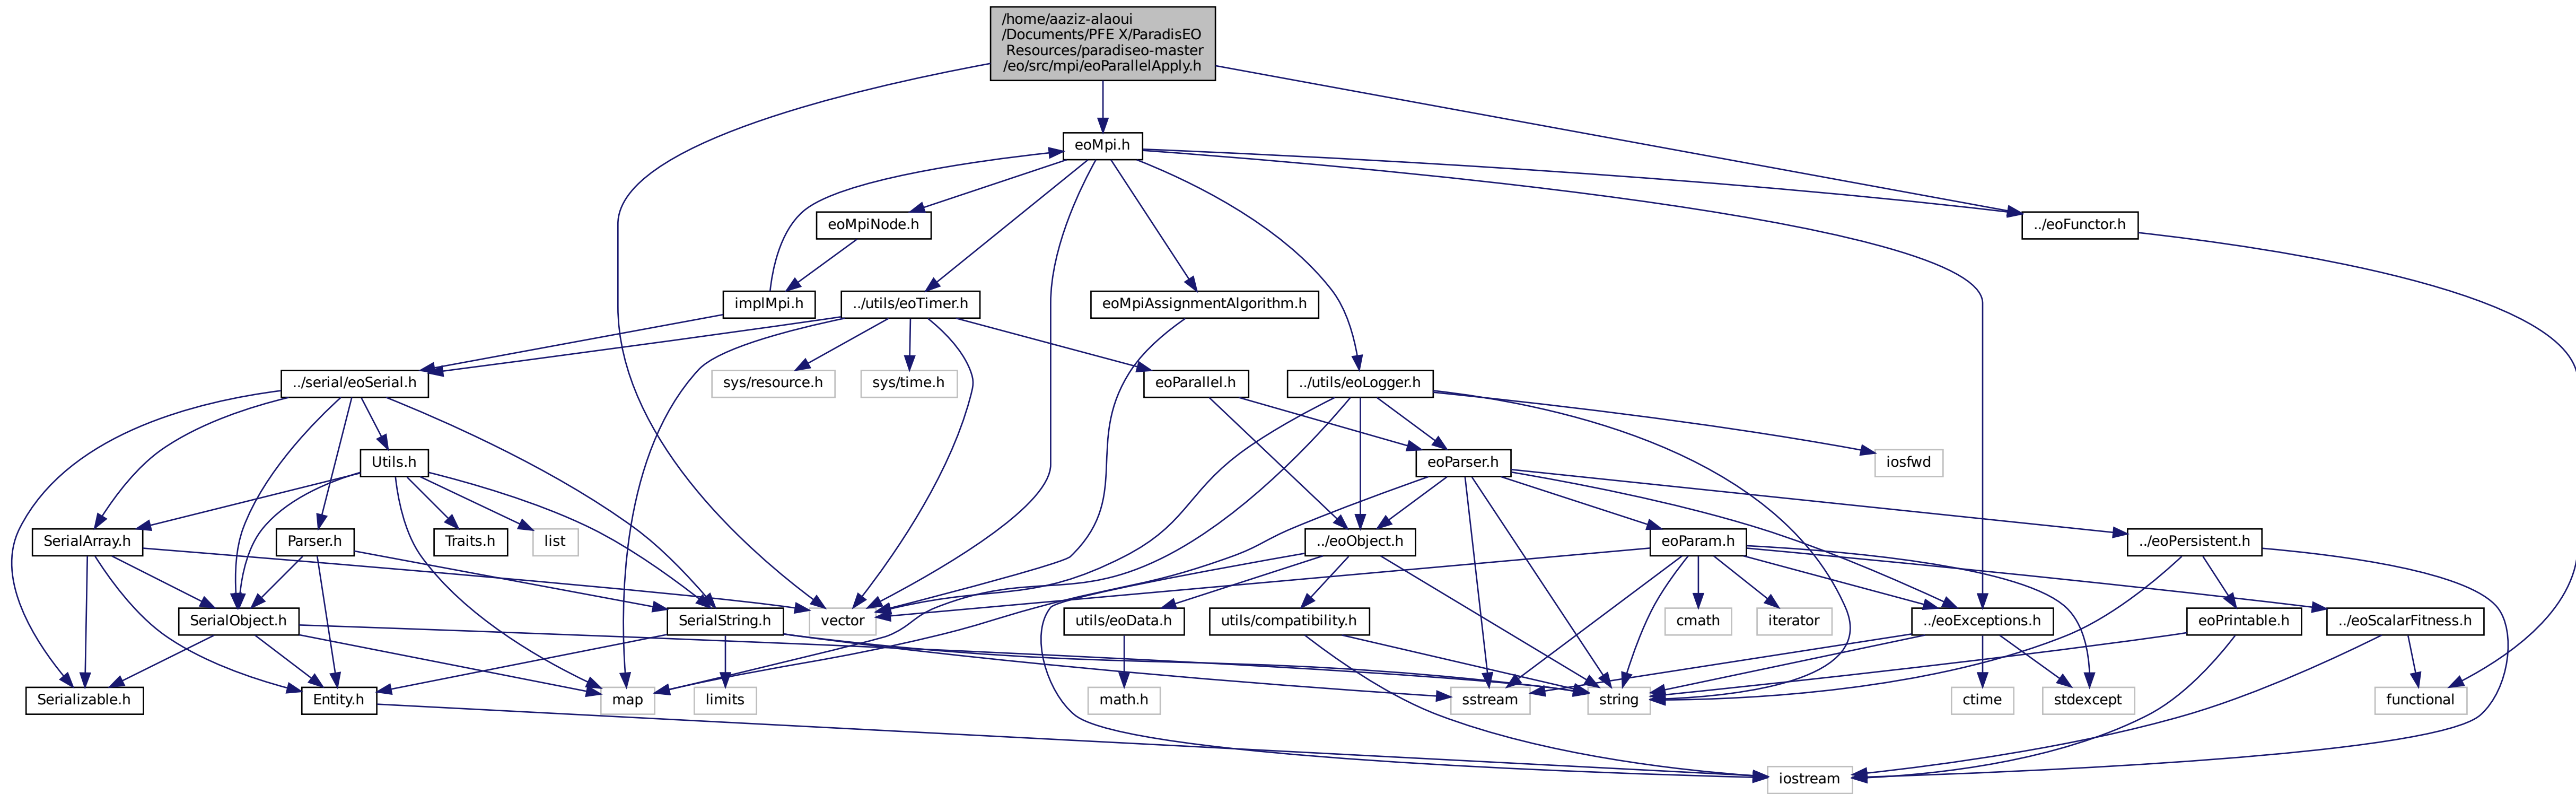 /home/aaziz-alaoui
/Documents/PFE X/ParadisEO
Resources/paradiseo-master
/eo/src/mpi/eoParallelApply.h
eoMpi.h
eoMpiNode.h
../eoFunctor.h
implMpi.h
../utils/eoTimer.h
eoMpiAssignmentAlgorithm.h
../serial/eoSerial.h
sys/resource.h
sys/time.h
eoParallel.h
../utils/eoLogger.h
Utils.h
eoParser.h
iosfwd
SerialArray.h
Parser.h
Traits.h
list
../eoObject.h
eoParam.h
../eoPersistent.h
SerialObject.h
SerialString.h
vector
utils/eoData.h
utils/compatibility.h
cmath
iterator
../eoExceptions.h
eoPrintable.h
../eoScalarFitness.h
Serializable.h
Entity.h
map
limits
math.h
sstream
string
ctime
stdexcept
functional
iostream